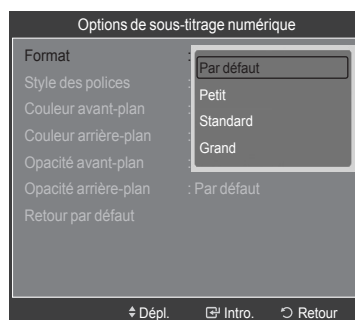 Options de sous-titrage numérique
Format :
Par défaut
Style des polices :
Petit
Couleur avant-plan :
Standard
Couleur arrière-plan :
Grand
Opacité avant-plan :
Opacité arrière-plan : Par défaut
Retour par défaut
Dépl. Intro. Retour